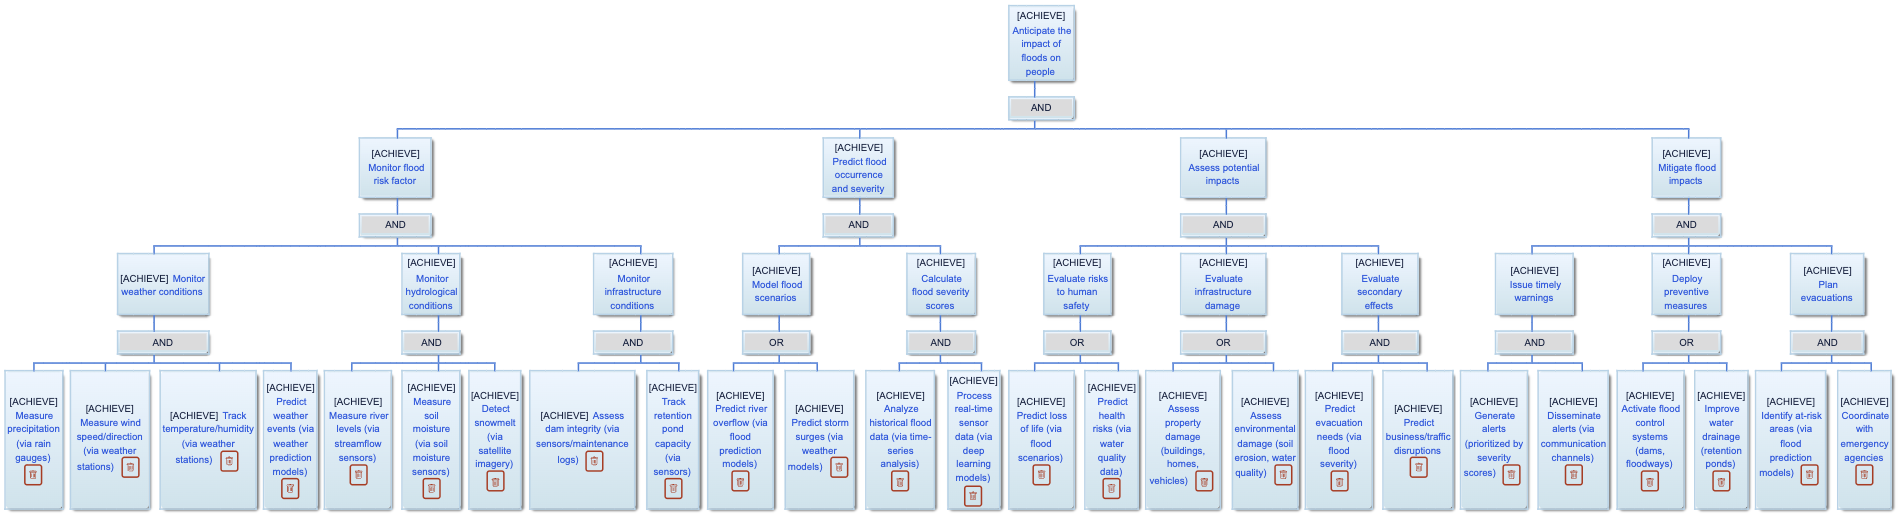 [ACHIEVE]
Anticipate the
impact of
floods on
people
AND
[ACHIEVE]
Monitor flood
risk factor
[ACHIEVE]
Predict flood
occurrence
and severity
[ACHIEVE]
Assess potential
impacts
[ACHIEVE]
Mitigate flood
impacts
AND
AND
AND
AND
[ACHIEVE] Monitor
weather conditions
[ACHIEVE]
Monitor
hydrological
conditions
[ACHIEVE]
Monitor
infrastructure
conditions
[ACHIEVE]
Model flood
scenarios
[ACHIEVE]
Calculate
flood severity
scores
[ACHIEVE]
Evaluate risks
to human
safety
[ACHIEVE]
Evaluate
infrastructure
damage
[ACHIEVE]
Evaluate
secondary
effects
[ACHIEVE]
Issue timely
warnings
[ACHIEVE]
Deploy
preventive
measures
[ACHIEVE]
Plan
evacuations
AND
AND
AND
OR
AND
OR
OR
AND
AND
OR
AND
[ACHIEVE]
Measure
precipitation
(via rain
gauges)
[ACHIEVE]
Measure wind
speed/direction
(via weather
stations)
[ACHIEVE] Track
temperature/humidity
(via weather
stations)
[ACHIEVE]
Predict
weather
events (via
weather
prediction
models)
[ACHIEVE]
Measure river
levels (via
streamflow
sensors)
[ACHIEVE]
Measure
soil
moisture
(via soil
moisture
sensors)
[ACHIEVE]
Detect
snowmelt
(via
satellite
imagery)
[ACHIEVE] Assess
dam integrity (via
sensors/maintenance
logs)
[ACHIEVE]
Track
retention
pond
capacity
(via
sensors)
[ACHIEVE]
Predict river
overflow (via
flood
prediction
models)
[ACHIEVE]
Predict storm
surges (via
weather
models)
[ACHIEVE]
Analyze
historical flood
data (via time-
series
analysis)
[ACHIEVE]
Process
real-time
sensor
data (via
deep
learning
models)
[ACHIEVE]
Predict loss
of life (via
flood
scenarios)
[ACHIEVE]
Predict
health
risks (via
water
quality
data)
[ACHIEVE]
Assess
property
damage
(buildings,
homes,
vehicles)
[ACHIEVE]
Assess
environmental
damage (soil
erosion, water
quality)
[ACHIEVE]
Predict
evacuation
needs (via
flood
severity)
[ACHIEVE]
Predict
business/traffic
disruptions
[ACHIEVE]
Generate
alerts
(prioritized by
severity
scores)
[ACHIEVE]
Disseminate
alerts (via
communication
channels)
[ACHIEVE]
Activate flood
control
systems
(dams,
floodways)
[ACHIEVE]
Improve
water
drainage
(retention
ponds)
[ACHIEVE]
Identify at-risk
areas (via
flood
prediction
models)
[ACHIEVE]
Coordinate
with
emergency
agencies